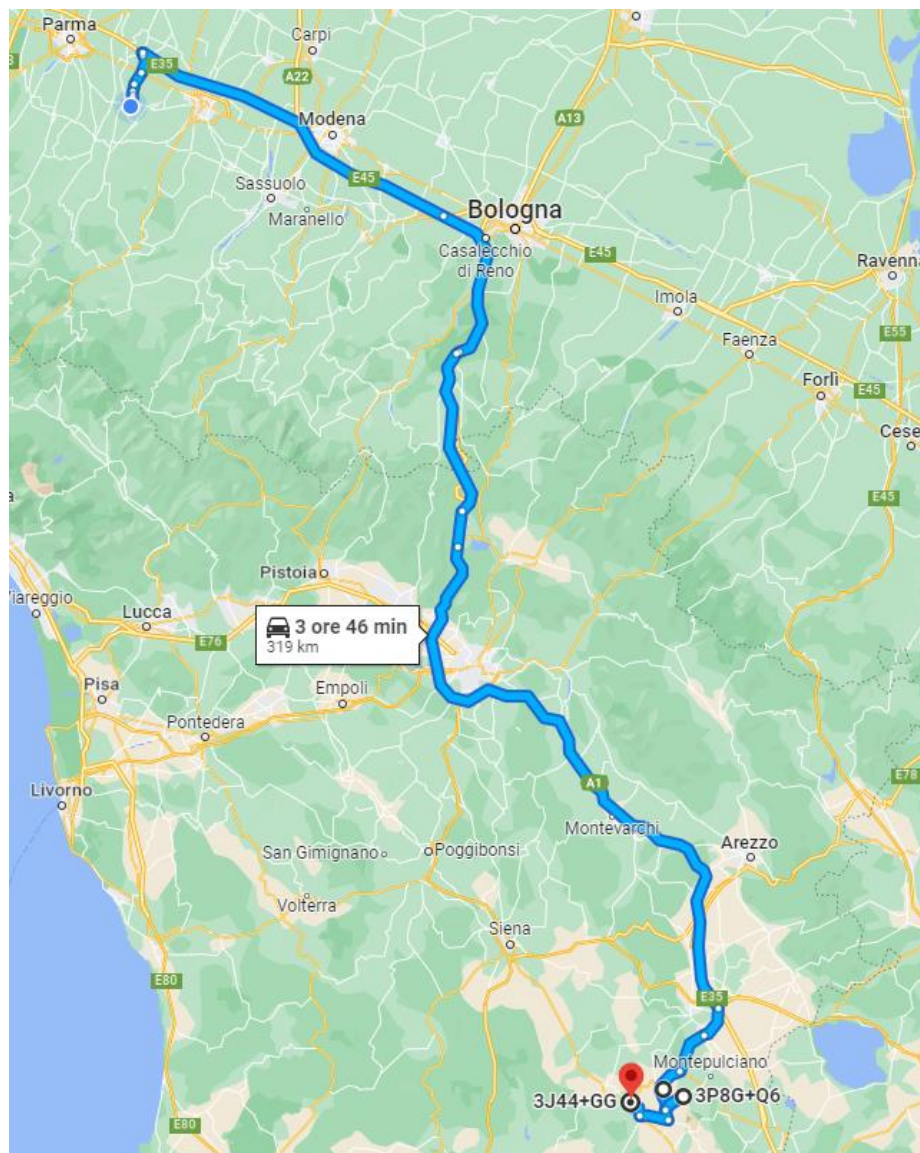 Parma
Carpi
E35
A22
A13
Modena
E45
Sassuolo
Maranello
Bologna
Casalecchio
di Reno
E45
Ravenna
Imola
Faenza
E55
Forlì
E45
Cese
E45
Pistoia
Viareggio
Lucca
E76
3 ore 46 min
319 km
Pisa
Empoli
Pontedera
E78
Livorno
A1
Montevarchi
San Gimignano
Poggibonsi
Arezzo
Volterra
Siena
E80
E35
Montepulciano
3J44+GG
3P8G+Q6
E80